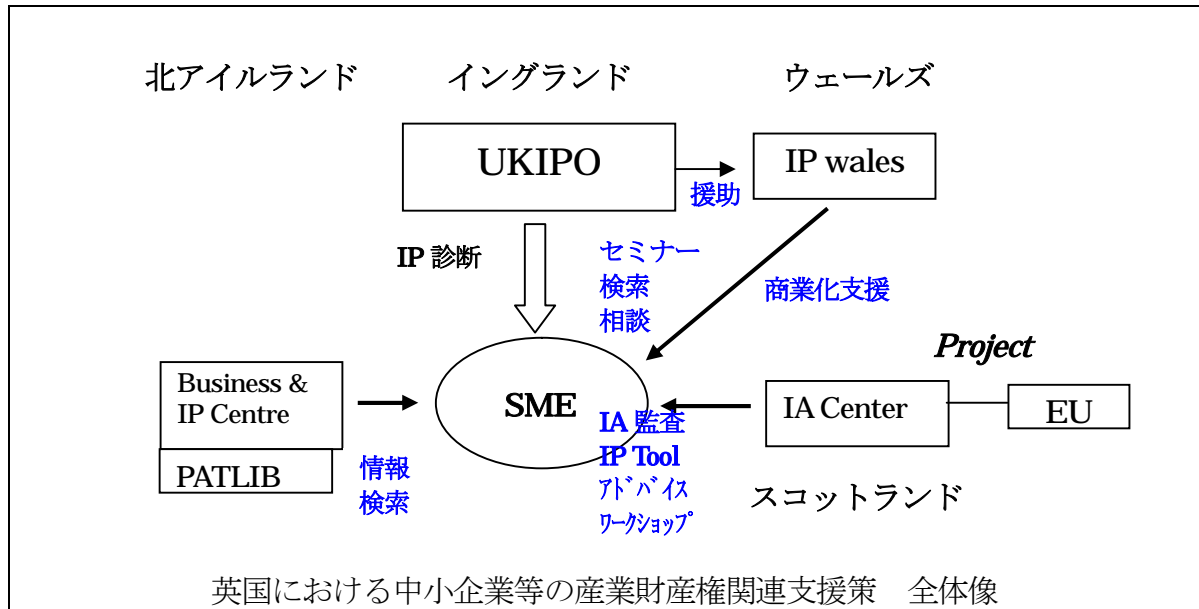 北アイルランド
イングランド
ウェールズ
UKIPO
IP wales
援助
IP 診断
セミナー
検索
相談
商業化支援
Project
Business &
IP Centre
PATLIB
情報
検索
SME
IA 監査
IP Tool
ｱﾄﾞﾊﾞｲｽ
ﾜｰｸｼｮｯﾌﾟ
IA Center
EU
スコットランド
英国における中小企業等の産業財産権関連支援策　全体像